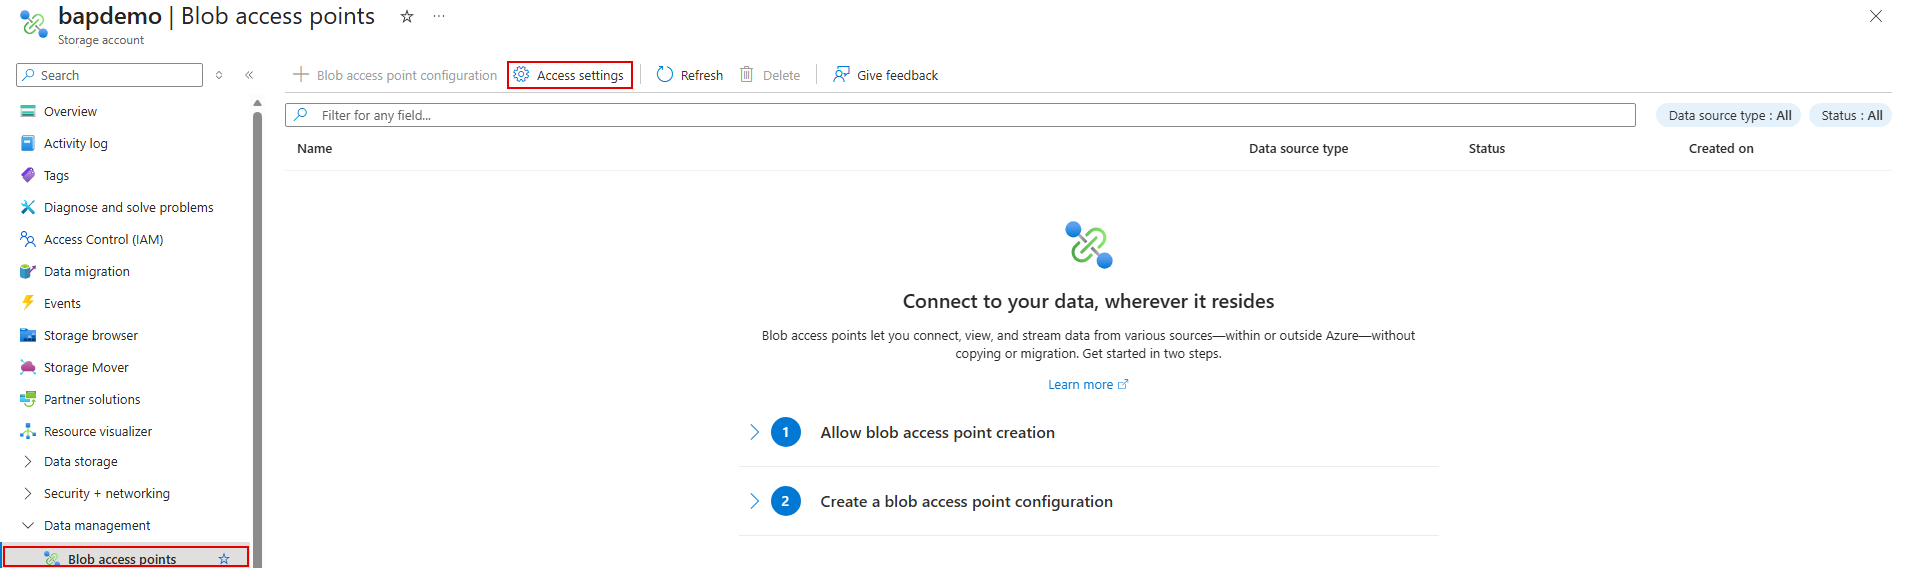 bapdemo | Blob access points
Storage account
Search
Overview
Activity log
Tags
Diagnose and solve problems
Access Control (IAM)
Data migration
Events
Storage browser
Storage Mover
Partner solutions
Resource visualizer
Data storage
Security + networking
Data management
Blob access points
Blob access point configuration
Access settings
Refresh
Delete
Give feedback
Filter for any field...
Data source type : All
Status : All
Name
Data source type
Status
Created on
Connect to your data, wherever it resides
Blob access points let you connect, view, and stream data from various sources—within or outside Azure—without
copying or migration. Get started in two steps.
Learn more
1 Allow blob access point creation
2 Create a blob access point configuration